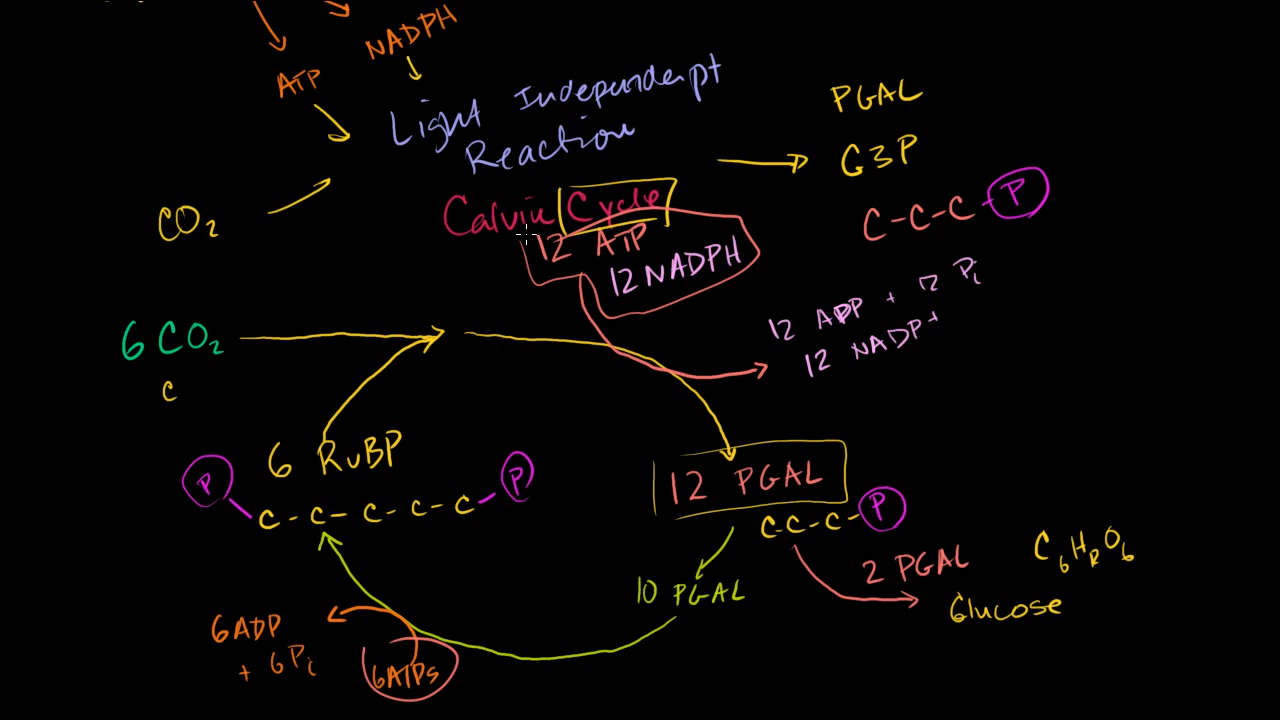 NADPH
ATP
Light Independent
Reaction
PGAL
G3P
CO₂
Calvin Cycle
C-C-C-P
12 ATP
12 NADPH
12 ADP + 12 Pi
12 NADP+
6 CO₂
C
6 RuBP
P C-C-C-C-C-P
12 PGAL
C-C-C-P
10 PGAL
2 PGAL
C₆H₁₂O₆
Glucose
6ADP
+ 6Pi
6ATPs